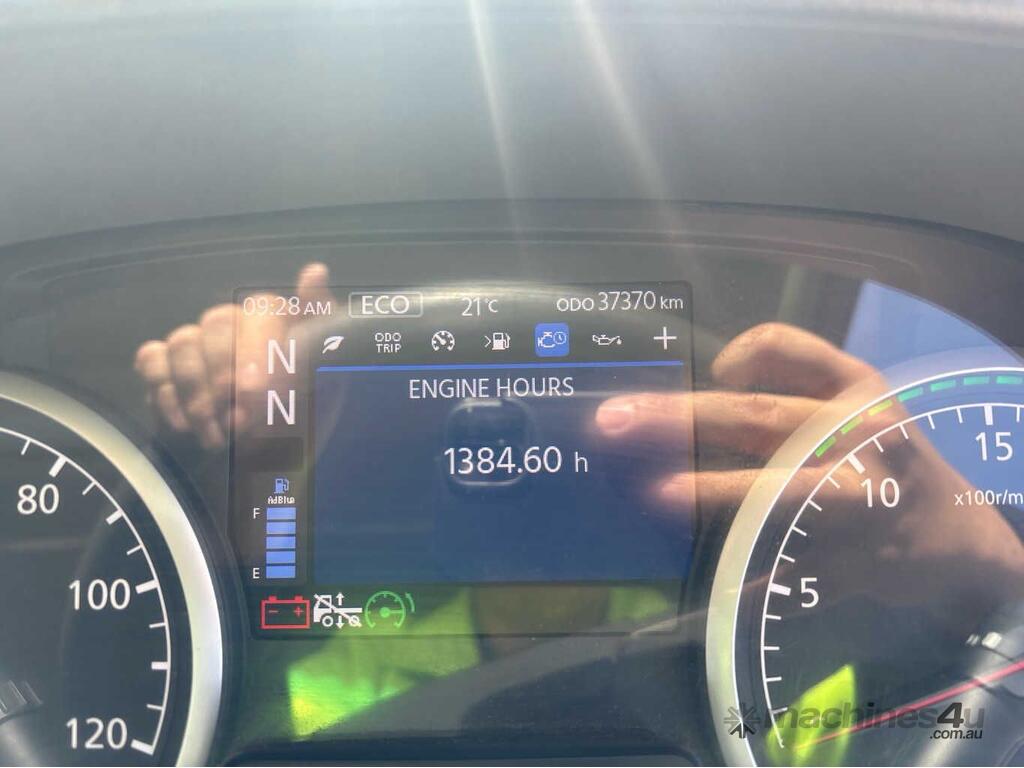 09:28 AM ECO 21°C ODO 37370 km
ODO
TRIP
N
ENGINE HOURS
N
1384.60 h
AdBlue
F
E
80
100
120
5
10
15
x100r/m
machines4u
.com.au